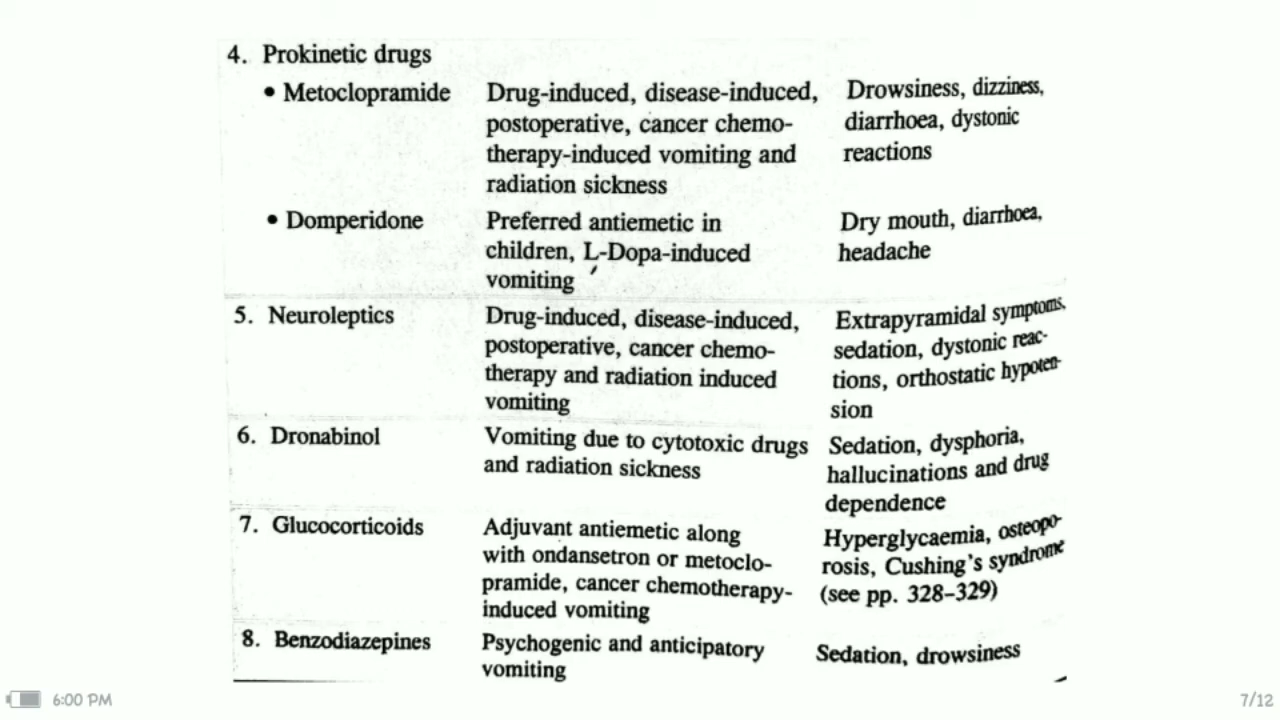 4. Prokinetic drugs
• Metoclopramide Drug-induced, disease-induced, Drowsiness, dizziness,
postoperative, cancer chemo- diarrhoea, dystonic
therapy-induced vomiting and reactions
radiation sickness
• Domperidone Preferred antiemetic in Dry mouth, diarrhoea,
children, L-Dopa-induced headache
vomiting
5. Neuroleptics Drug-induced, disease-induced, Extrapyramidal symptoms,
postoperative, cancer chemo- sedation, dystonic reac-
therapy and radiation induced tions, orthostatic hypoten-
vomiting sion
6. Dronabinol Vomiting due to cytotoxic drugs Sedation, dysphoria,
and radiation sickness hallucinations and drug
dependence
7. Glucocorticoids Adjuvant antiemetic along Hyperglycaemia, osteopo-
with ondansetron or metoclo- rosis, Cushing's syndrome
pramide, cancer chemotherapy- (see pp. 328–329)
induced vomiting
8. Benzodiazepines Psychogenic and anticipatory Sedation, drowsiness
vomiting
6:00 PM 7/12